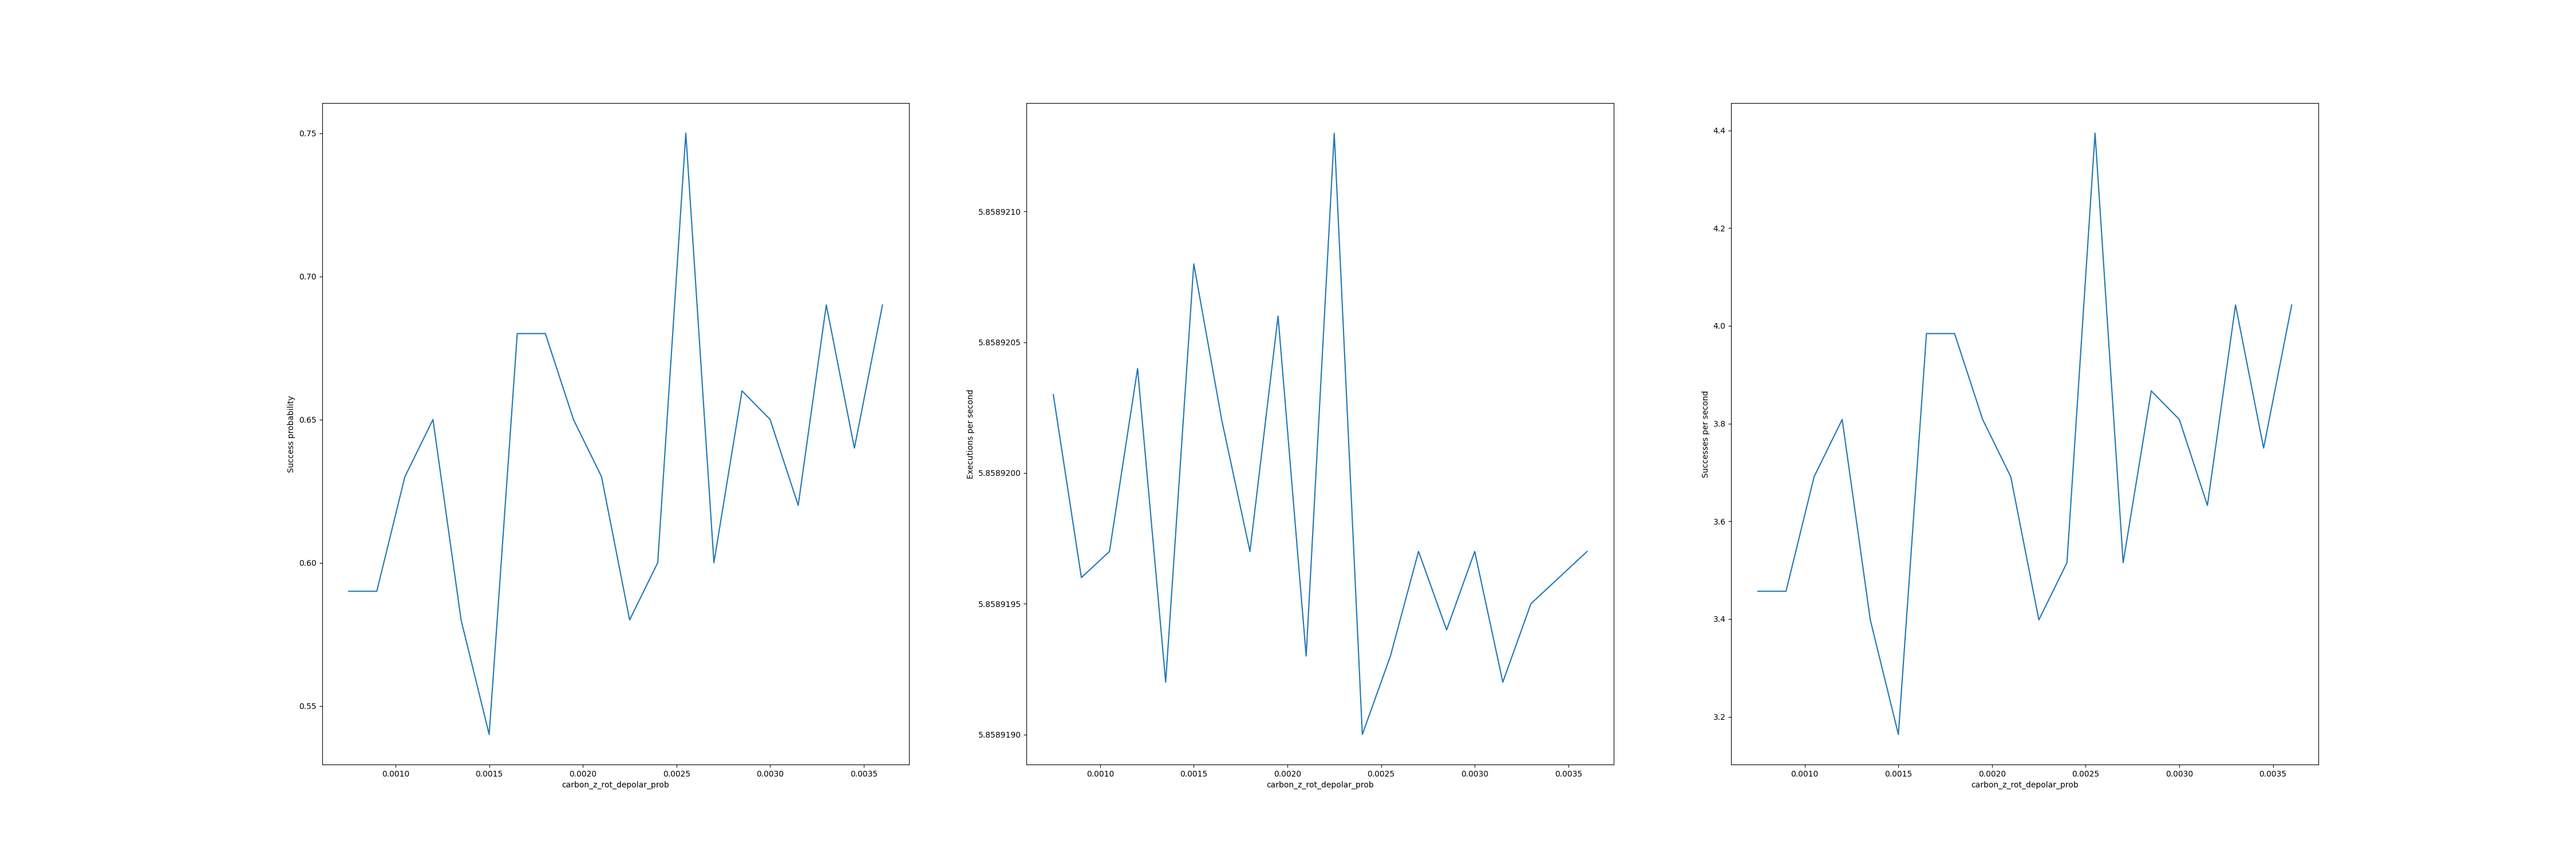 Success probability
0.75
0.70
0.65
0.60
0.55
0.0010 0.0015 0.0020 0.0025 0.0030 0.0035
carbon_z_rot_depolar_prob
Executions per second
5.8589210
5.8589205
5.8589200
5.8589195
5.8589190
0.0010 0.0015 0.0020 0.0025 0.0030 0.0035
carbon_z_rot_depolar_prob
Successes per second
4.4
4.2
4.0
3.8
3.6
3.4
3.2
0.0010 0.0015 0.0020 0.0025 0.0030 0.0035
carbon_z_rot_depolar_prob